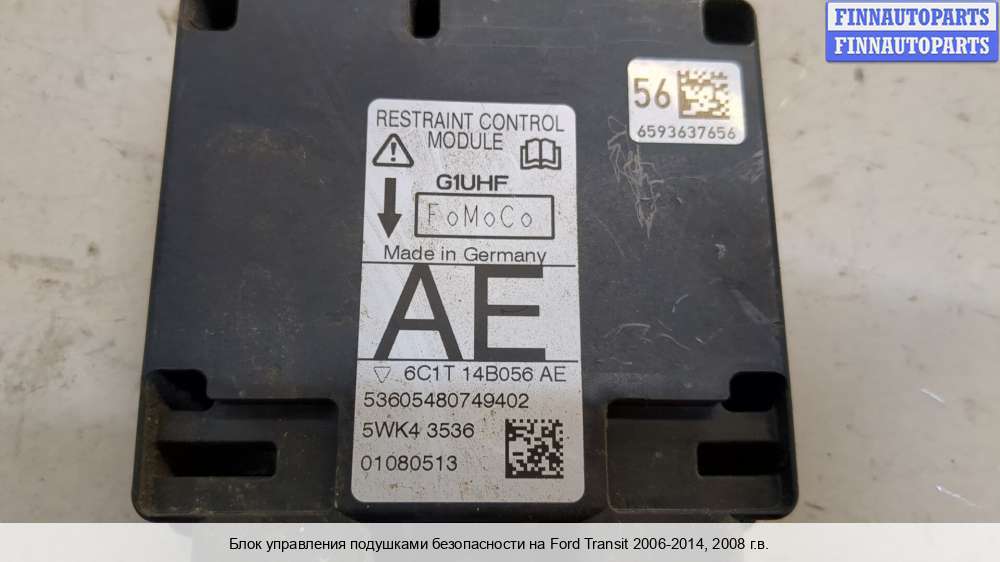 FINNAUTOPARTS
FINNAUTOPARTS
56
6593637656
RESTRAINT CONTROL
MODULE
G1UHF
FoMoCo
Made in Germany
AE
6C1T 14B056 AE
53605480749402
5WK4 3536
01080513
Блок управления подушками безопасности на Ford Transit 2006-2014, 2008 г.в.